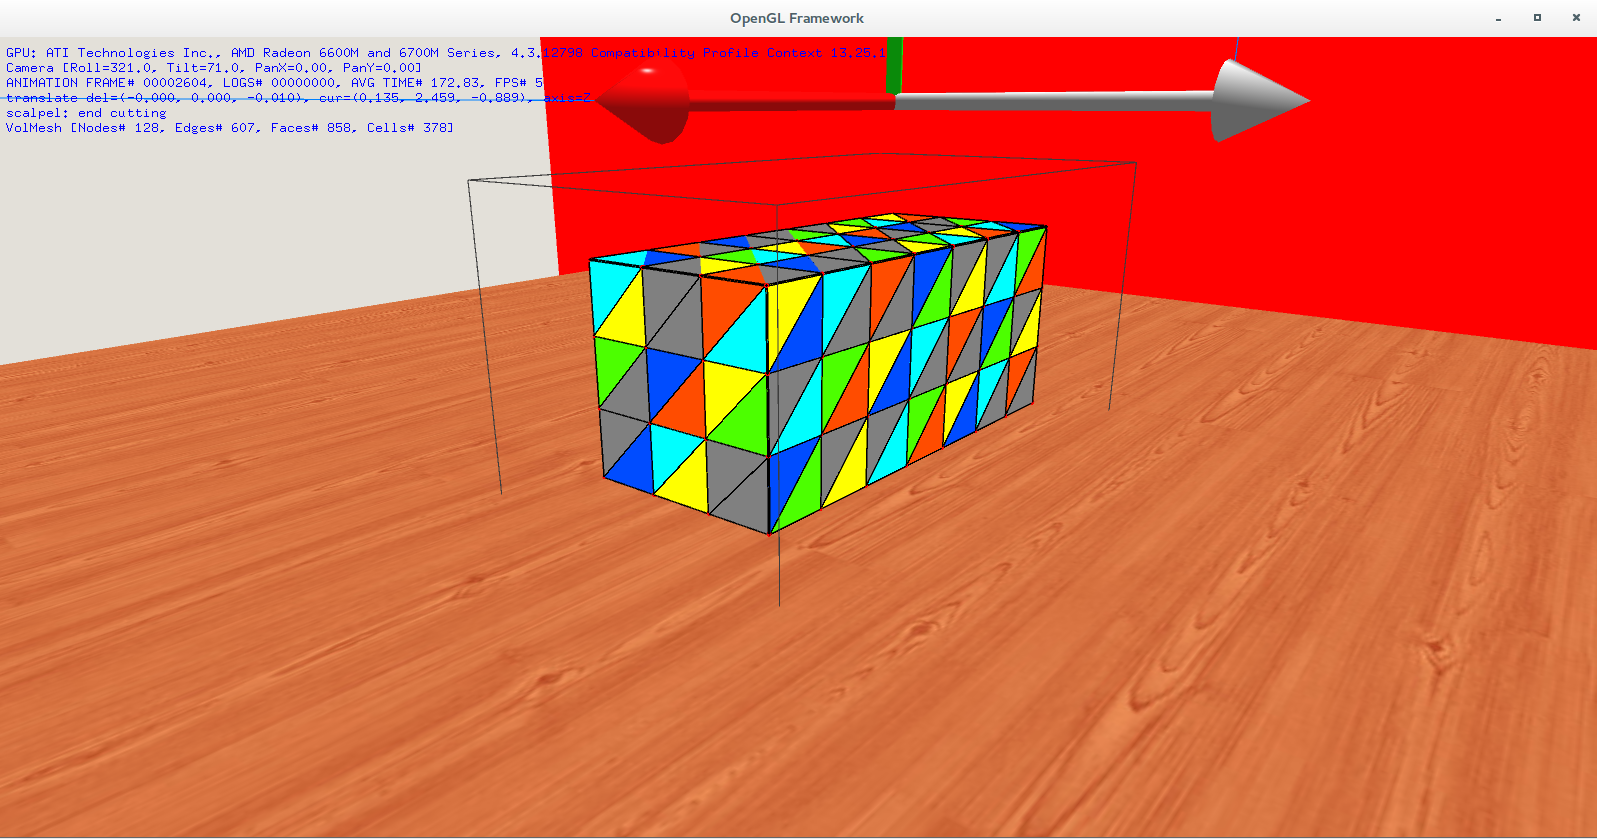 OpenGL Framework
GPU: ATI Technologies Inc., AMD Radeon 6600M and 6700M Series, 4.3.12798 Compatibility Profile Context 13.25.1
Camera [Roll=321.0, Tilt=71.0, PanX=0.00, PanY=0.00]
ANIMATION FRAME# 00002604, LOGS# 00000000, AVG TIME# 172.83, FPS# 5
translate del=(-0.000, 0.000, -0.010), cur=(0.135, 2.459, -0.889), axis=Z
scalpel: end cutting
VolMesh [Nodes# 128, Edges# 607, Faces# 858, Cells# 378]